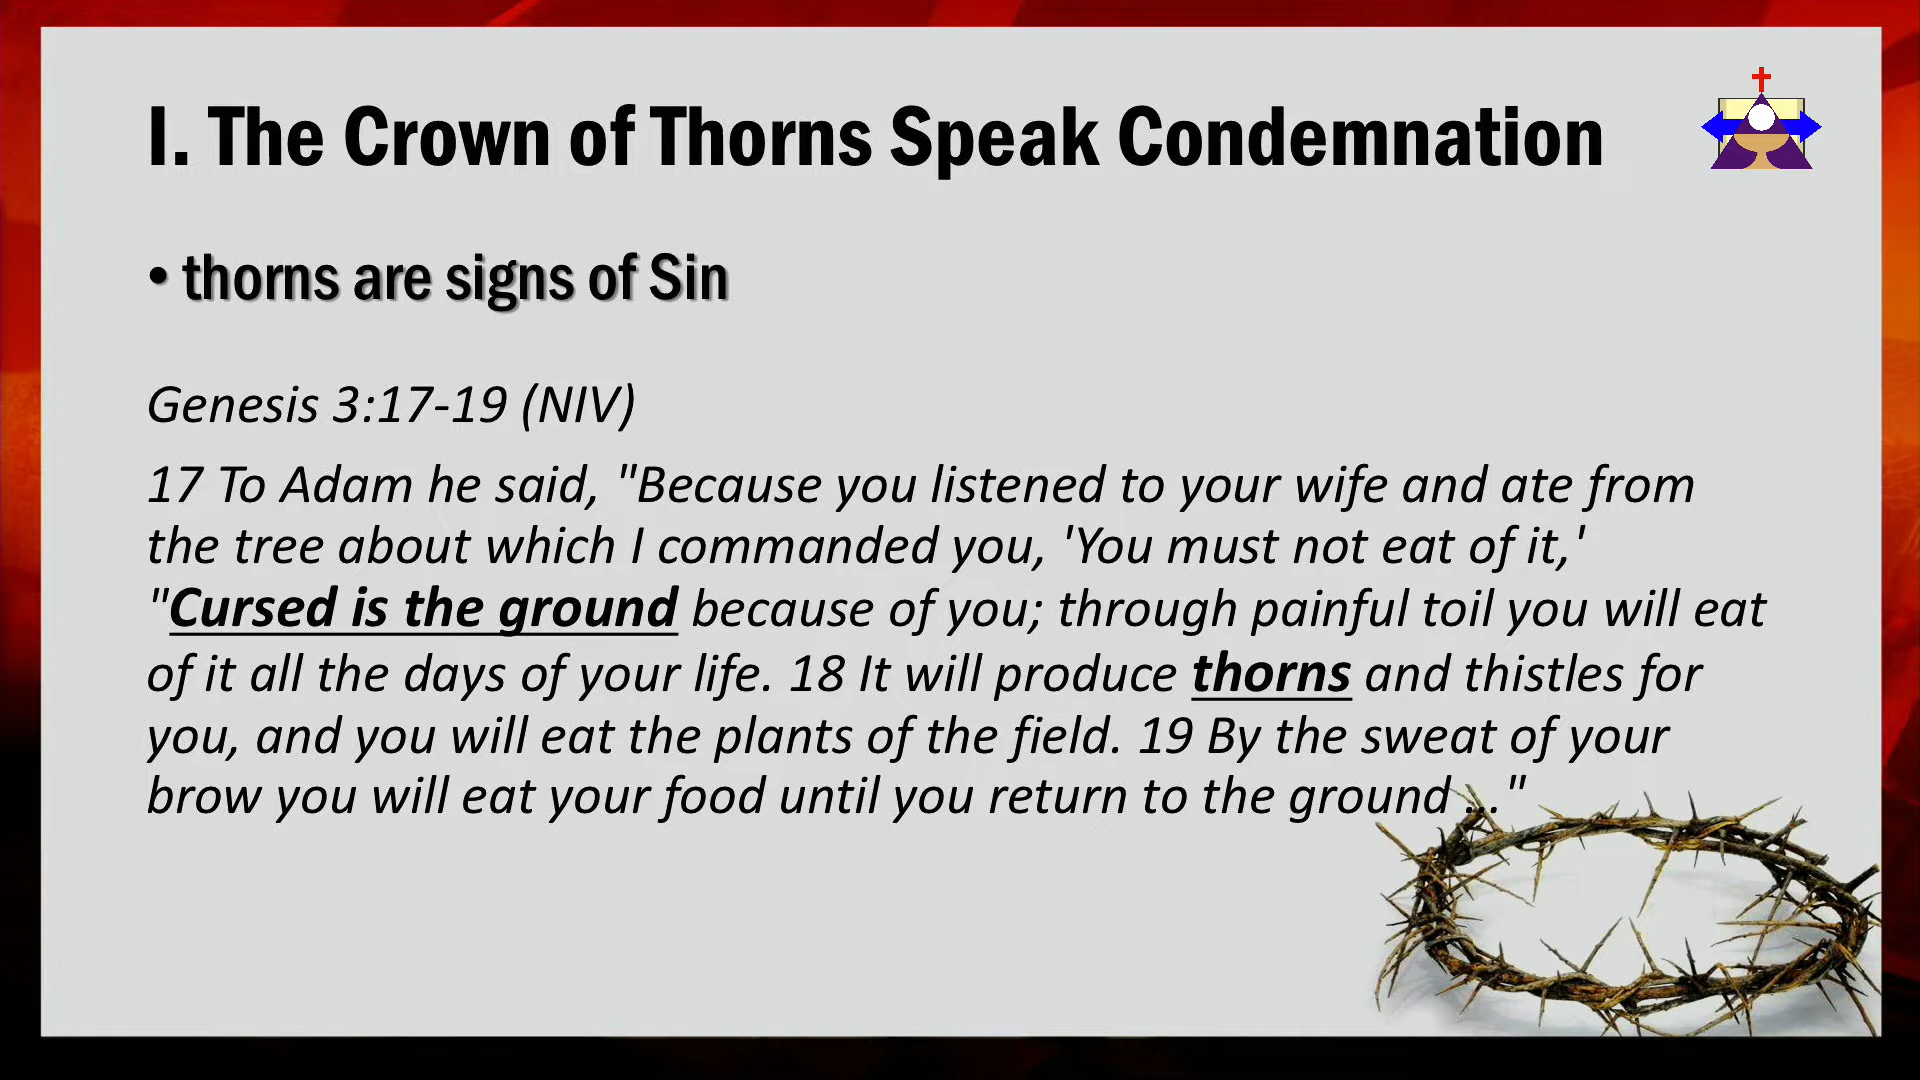 I. The Crown of Thorns Speak Condemnation
• thorns are signs of Sin
Genesis 3:17-19 (NIV)
17 To Adam he said, "Because you listened to your wife and ate from
the tree about which I commanded you, 'You must not eat of it,'
"Cursed is the ground because of you; through painful toil you will eat
of it all the days of your life. 18 It will produce thorns and thistles for
you, and you will eat the plants of the field. 19 By the sweat of your
brow you will eat your food until you return to the ground ..."